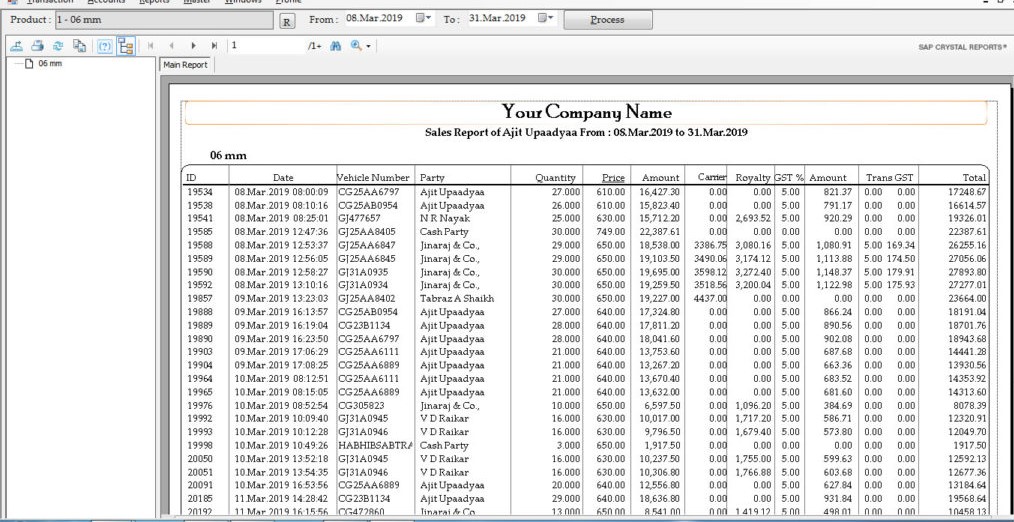 Transaction Accounts Reports Master Windows Profile
Product : 1 - 06 mm R From : 08.Mar.2019 To : 31.Mar.2019 Process
1 /1+ SAP CRYSTAL REPORTS®
06 mm Main Report
Your Company Name
Sales Report of Ajit Upaadyaa From : 08.Mar.2019 to 31.Mar.2019
06 mm
ID Date Vehicle Number Party Quantity Price Amount Carrier Royalty GST % Amount Trans GST Total
19534 08.Mar.2019 08:00:09 CG25AA6797 Ajit Upaadyaa 27.000 610.00 16,427.30 0.00 0.00 5.00 821.37 0.00 0.00 17248.67
19538 08.Mar.2019 08:10:16 CG25AB0954 Ajit Upaadyaa 26.000 610.00 15,823.40 0.00 0.00 5.00 791.17 0.00 0.00 16614.57
19541 08.Mar.2019 08:25:01 GJ477657 N R Nayak 25.000 630.00 15,712.20 0.00 2,693.52 5.00 920.29 0.00 0.00 19326.01
19585 08.Mar.2019 12:47:36 GJ25AA8405 Cash Party 30.000 749.00 22,387.61 0.00 0.00 0.00 0.00 0.00 0.00 22387.61
19588 08.Mar.2019 12:53:37 GJ25AA6847 Jinaraj & Co., 29.000 650.00 18,538.00 3386.75 3,080.16 5.00 1,080.91 5.00 169.34 26255.16
19589 08.Mar.2019 12:56:05 GJ25AA6845 Jinaraj & Co., 29.000 650.00 19,103.50 3490.06 3,174.12 5.00 1,113.88 5.00 174.50 27056.06
19590 08.Mar.2019 12:58:27 GJ31A0935 Jinaraj & Co., 30.000 650.00 19,695.00 3598.12 3,272.40 5.00 1,148.37 5.00 179.91 27893.80
19592 08.Mar.2019 13:10:16 GJ31A0934 Jinaraj & Co., 30.000 650.00 19,259.50 3518.56 3,200.04 5.00 1,122.98 5.00 175.93 27277.01
19857 09.Mar.2019 13:23:03 GJ25AA8402 Tabraz A Shaikh 30.000 650.00 19,227.00 4437.00 0.00 0.00 0.00 0.00 0.00 23664.00
19888 09.Mar.2019 16:13:57 CG25AB0954 Ajit Upaadyaa 27.000 640.00 17,324.80 0.00 0.00 5.00 866.24 0.00 0.00 18191.04
19889 09.Mar.2019 16:19:04 CG23B1134 Ajit Upaadyaa 28.000 640.00 17,811.20 0.00 0.00 5.00 890.56 0.00 0.00 18701.76
19890 09.Mar.2019 16:23:50 CG25AA6797 Ajit Upaadyaa 28.000 640.00 18,041.60 0.00 0.00 5.00 902.08 0.00 0.00 18943.68
19903 09.Mar.2019 17:06:29 CG25AA6111 Ajit Upaadyaa 21.000 640.00 13,753.60 0.00 0.00 5.00 687.68 0.00 0.00 14441.28
19904 09.Mar.2019 17:08:25 CG25AA6889 Ajit Upaadyaa 21.000 640.00 13,267.20 0.00 0.00 5.00 663.36 0.00 0.00 13930.56
19964 10.Mar.2019 08:12:51 CG25AA6111 Ajit Upaadyaa 21.000 640.00 13,670.40 0.00 0.00 5.00 683.52 0.00 0.00 14353.92
19965 10.Mar.2019 08:15:05 CG25AA6889 Ajit Upaadyaa 21.000 640.00 13,632.00 0.00 0.00 5.00 681.60 0.00 0.00 14313.60
19976 10.Mar.2019 08:52:54 CG305823 Jinaraj & Co., 10.000 650.00 6,597.50 0.00 1,096.20 5.00 384.69 0.00 0.00 8078.39
19992 10.Mar.2019 10:09:40 GJ31A0945 V D Raikar 16.000 630.00 10,017.00 0.00 1,717.20 5.00 586.71 0.00 0.00 12320.91
19993 10.Mar.2019 10:12:28 GJ31A0946 V D Raikar 16.000 630.00 9,796.50 0.00 1,679.40 5.00 573.80 0.00 0.00 12049.70
19998 10.Mar.2019 10:49:26 HABHIBSABTRA Cash Party 3.000 650.00 1,917.50 0.00 0.00 0.00 0.00 0.00 0.00 1917.50
20050 10.Mar.2019 13:52:18 GJ31A0945 V D Raikar 16.000 630.00 10,237.50 0.00 1,755.00 5.00 599.63 0.00 0.00 12592.13
20051 10.Mar.2019 13:54:35 GJ31A0946 V D Raikar 16.000 630.00 10,306.80 0.00 1,766.88 5.00 603.68 0.00 0.00 12677.36
20091 10.Mar.2019 16:53:56 CG25AA6889 Ajit Upaadyaa 20.000 640.00 12,556.80 0.00 0.00 5.00 627.84 0.00 0.00 13184.64
20185 11.Mar.2019 14:28:42 CG23B1134 Ajit Upaadyaa 29.000 640.00 18,636.80 0.00 0.00 5.00 931.84 0.00 0.00 19568.64
20192 11.Mar.2019 16:15:56 CG472860 Jinaraj & Co., 13.000 650.00 8,541.00 0.00 1,419.12 5.00 498.01 0.00 0.00 10458.13